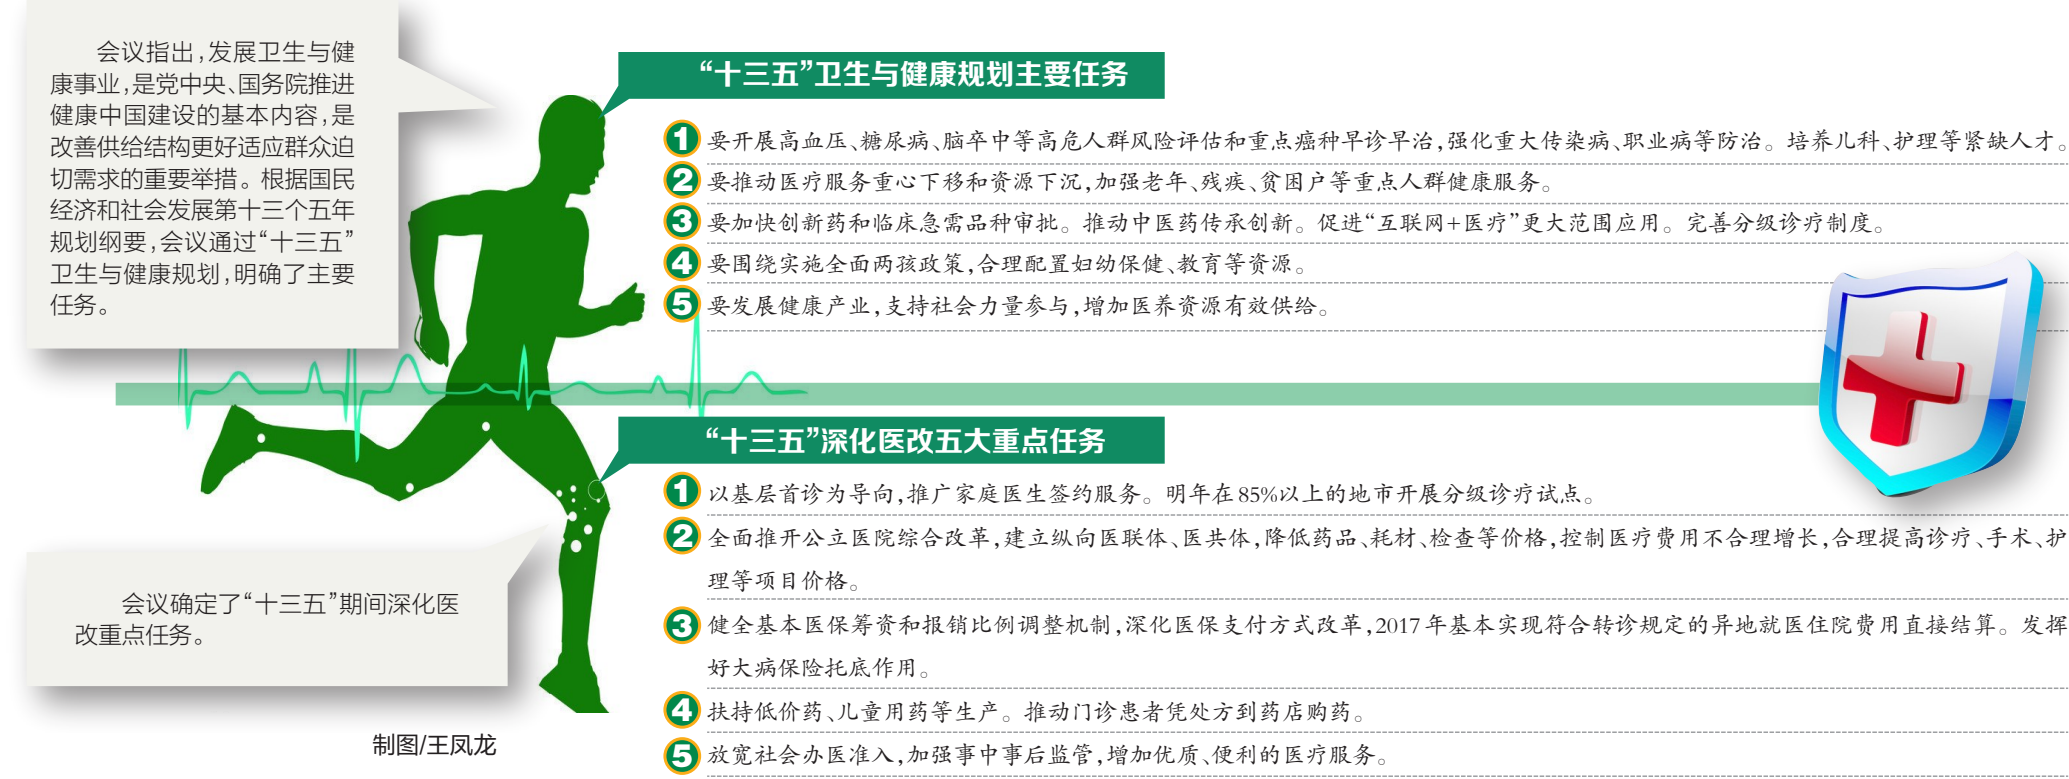 会议指出,发展卫生与健
康事业,是党中央、国务院推进
健康中国建设的基本内容,是
改善供给结构更好适应群众迫
切需求的重要举措。根据国民
经济和社会发展第十三个五年
规划纲要,会议通过“十三五”
卫生与健康规划,明确了主要
任务。
“十三五”卫生与健康规划主要任务
1 要开展高血压、糖尿病、脑卒中等高危人群风险评估和重点癌种早诊早治,强化重大传染病、职业病等防治。培养儿科、护理等紧缺人才。
2 要推动医疗服务重心下移和资源下沉,加强老年、残疾、贫困户等重点人群健康服务。
3 要加快创新药和临床急需品种审批。推动中医药传承创新。促进“互联网+医疗”更大范围应用。完善分级诊疗制度。
4 要围绕实施全面两孩政策,合理配置妇幼保健、教育等资源。
5 要发展健康产业,支持社会力量参与,增加医养资源有效供给。
会议确定了“十三五”期间深化医
改重点任务。
“十三五”深化医改五大重点任务
1 以基层首诊为导向,推广家庭医生签约服务。明年在85%以上的地市开展分级诊疗试点。
2 全面推开公立医院综合改革,建立纵向医联体、医共体,降低药品、耗材、检查等价格,控制医疗费用不合理增长,合理提高诊疗、手术、护
理等项目价格。
3 健全基本医保筹资和报销比例调整机制,深化医保支付方式改革,2017年基本实现符合转诊规定的异地就医住院费用直接结算。发挥
好大病保险托底作用。
4 扶持低价药、儿童用药等生产。推动门诊患者凭处方到药店购药。
5 放宽社会办医准入,加强事中事后监管,增加优质、便利的医疗服务。
制图/王凤龙